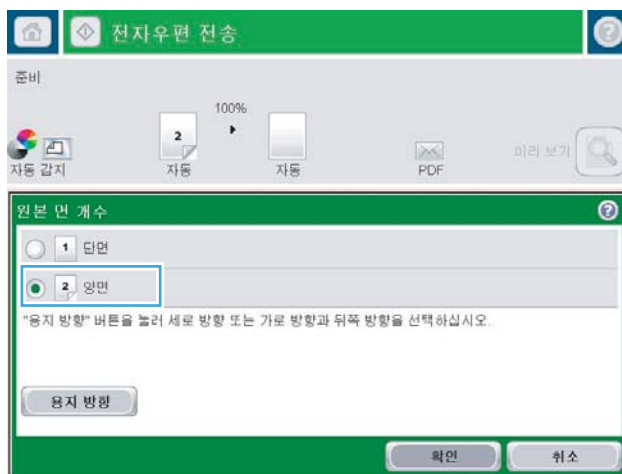 전자우편 전송
준비
100%
2
자동 감지
자동
자동
PDF
미리 보기
원본 면 개수
1 단면
2 양면
"용지 방향" 버튼을 눌러 세로 방향 또는 가로 방향과 뒤쪽 방향을 선택하십시오.
용지 방향
확인
취소